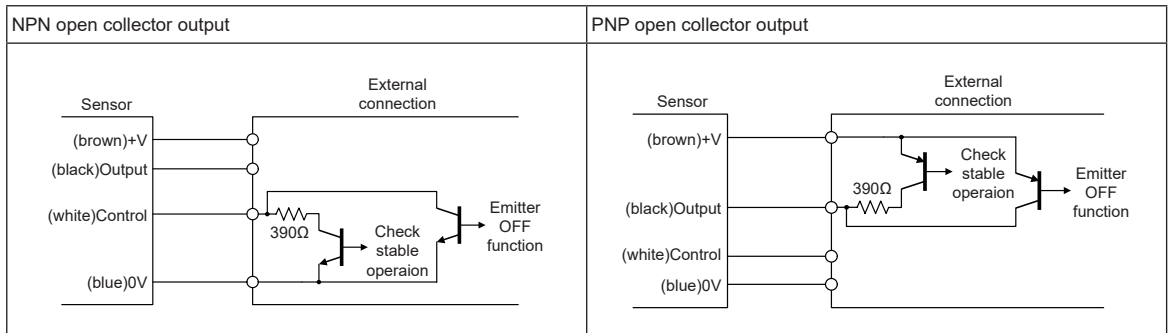 NPN open collector output
External
connection
Sensor
(brown)+V
(black)Output
(white)Control
390Ω
Check
stable
operaion
Emitter
OFF
function
(blue)0V
PNP open collector output
External
connection
Sensor
(brown)+V
Check
stable
operaion
390Ω
Emitter
OFF
function
(black)Output
(white)Control
(blue)0V